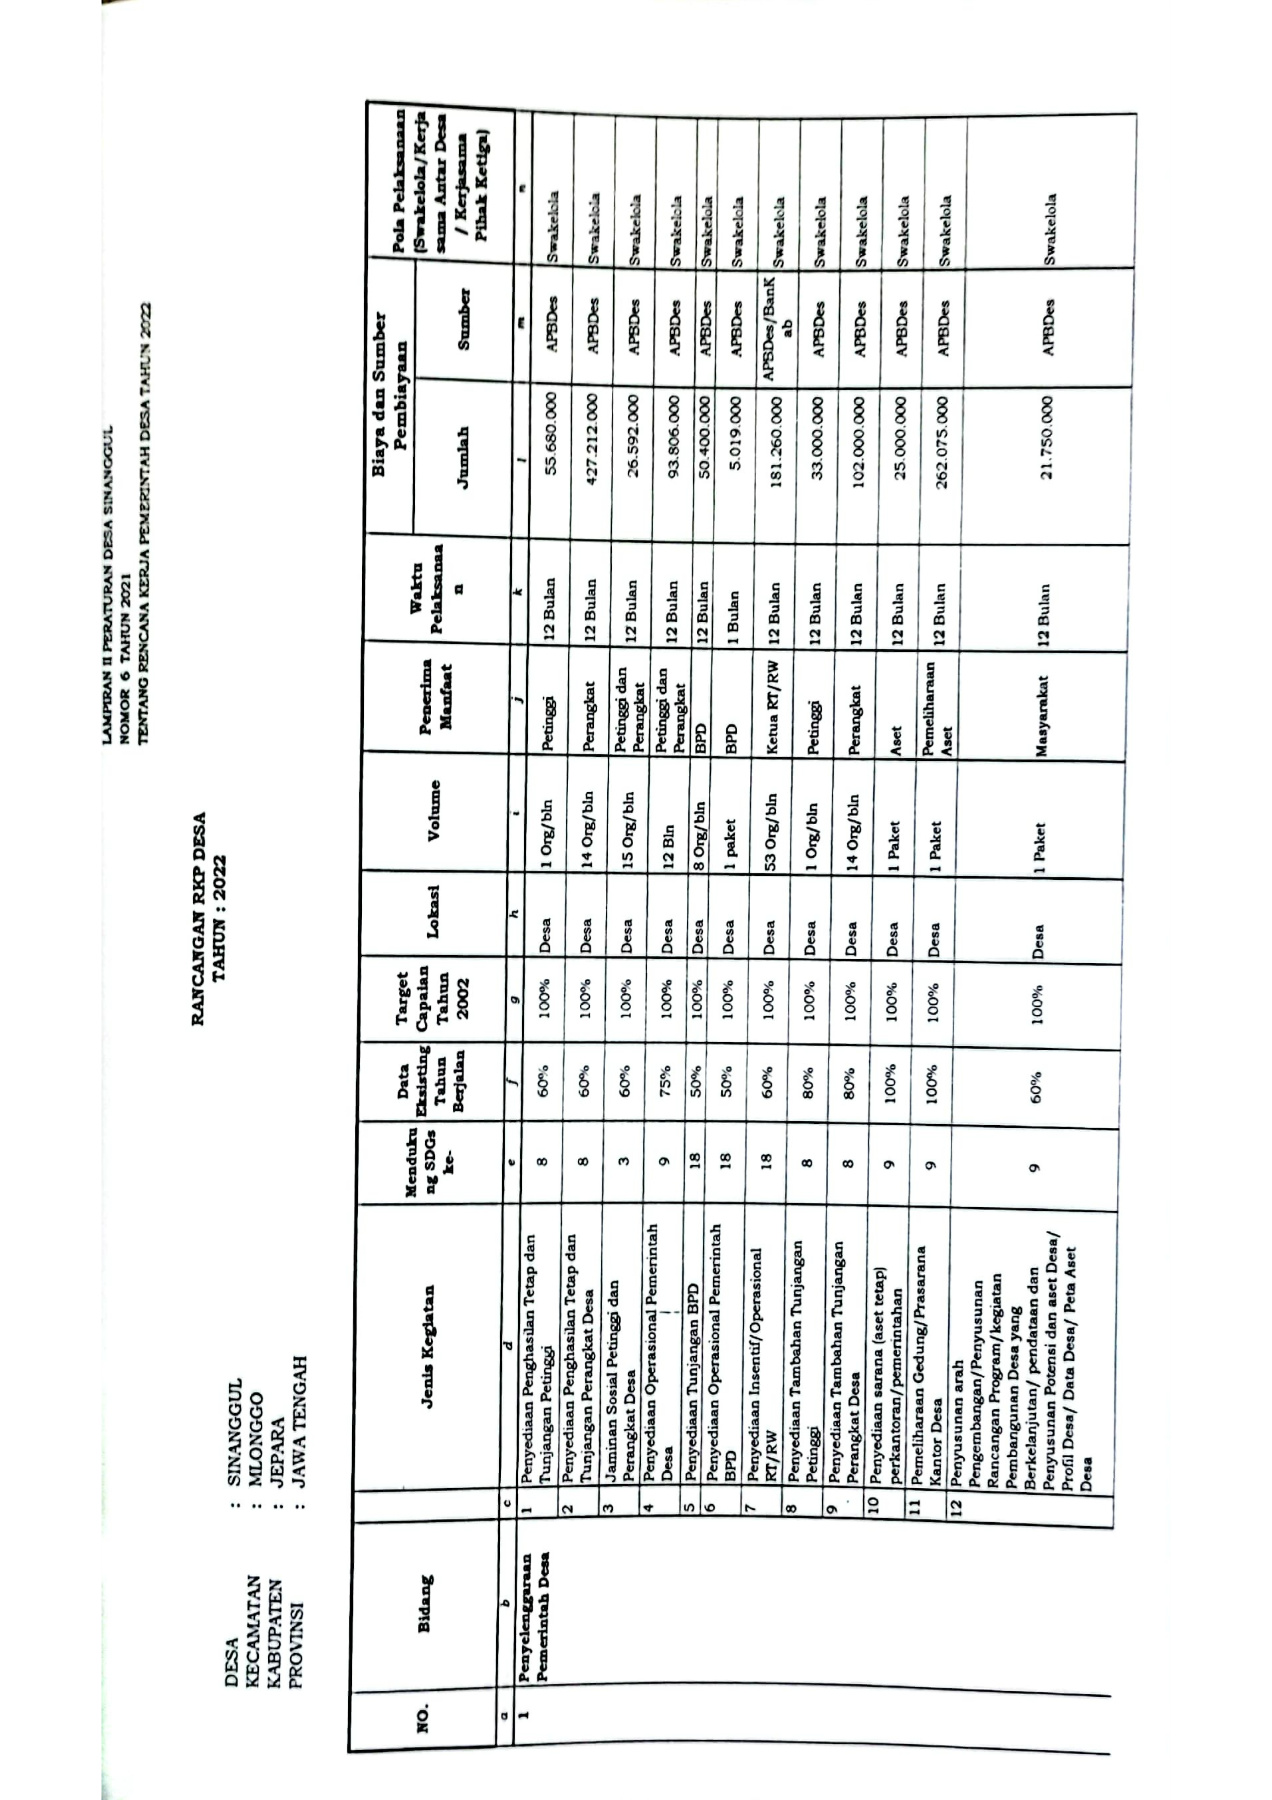 LAMPIRAN II PERATURAN DESA SINANGGUL
NOMOR 6 TAHUN 2021
TENTANG RENCANA KERJA PEMERINTAH DESA TAHUN 2022
RANCANGAN RKP DESA
TAHUN : 2022
DESA : SINANGGUL
KECAMATAN : MLONGGO
KABUPATEN : JEPARA
PROVINSI : JAWA TENGAH
NO. Bidang Jenis Kegiatan
Menduku
ng SDGs
ke-
Data
Eksisting
Tahun
Berjalan
Target
Capaian
Tahun
2002
Lokasi
Volume
Penerima
Manfaat
Waktu
Pelaksanaa
n
Biaya dan Sumber
Pembiayaan
Jumlah Sumber
Pola Pelaksanaan
(Swakelola/Kerja
sama Antar Desa
/ Kerjasama
Pihak Ketiga)
a b c d e f g h i j k l m n
1 Penyelenggaraan
Pemerintah Desa
1 Penyediaan Penghasilan Tetap dan
Tunjangan Petinggi
8 60% 100% Desa 1 Org/bln Petinggi 12 Bulan 55.680.000 APBDes Swakelola
2 Penyediaan Penghasilan Tetap dan
Tunjangan Perangkat Desa
8 60% 100% Desa 14 Org/bln Perangkat 12 Bulan 427.212.000 APBDes Swakelola
3 Jaminan Sosial Petinggi dan
Perangkat Desa
3 60% 100% Desa 15 Org/bln Petinggi dan
Perangkat
12 Bulan 26.592.000 APBDes Swakelola
4 Penyediaan Operasional Pemerintah
Desa
9 75% 100% Desa 12 Bln Petinggi dan
Perangkat
12 Bulan 93.806.000 APBDes Swakelola
5 Penyediaan Tunjangan BPD 18 50% 100% Desa 8 Org/bln BPD 12 Bulan 50.400.000 APBDes Swakelola
6 Penyediaan Operasional Pemerintah
BPD
18 50% 100% Desa 1 paket BPD 1 Bulan 5.019.000 APBDes Swakelola
7 Penyediaan Insentif/Operasional
RT/RW
18 60% 100% Desa 53 Org/bln Ketua RT/RW 12 Bulan 181.260.000 APBDes/BanK
ab
Swakelola
8 Penyediaan Tambahan Tunjangan
Petinggi
8 80% 100% Desa 1 Org/bln Petinggi 12 Bulan 33.000.000 APBDes Swakelola
9 Penyediaan Tambahan Tunjangan
Perangkat Desa
8 80% 100% Desa 14 Org/bln Perangkat 12 Bulan 102.000.000 APBDes Swakelola
10 Penyediaan sarana (aset tetap)
perkantoran/pemerintahan
9 100% 100% Desa 1 Paket Aset 12 Bulan 25.000.000 APBDes Swakelola
11 Pemeliharaan Gedung/Prasarana
Kantor Desa
9 100% 100% Desa 1 Paket Pemeliharaan
Aset
12 Bulan 262.075.000 APBDes Swakelola
12 Penyusunan arah
Pengembangan/Penyusunan
Rancangan Program/kegiatan
Pembangunan Desa yang
Berkelanjutan/ pendataan dan
Penyusunan Potensi dan aset Desa/
Profil Desa/ Data Desa/ Peta Aset
Desa
9 60% 100% Desa 1 Paket Masyarakat 12 Bulan 21.750.000 APBDes Swakelola